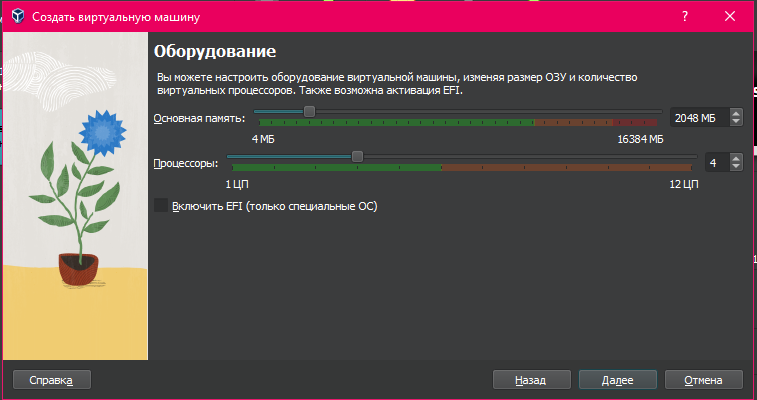 Создать виртуальную машину
Оборудование
Вы можете настроить оборудование виртуальной машины, изменяя размер ОЗУ и количество
виртуальных процессоров. Также возможна активация EFI.
Основная память:
2048 МБ
4 МБ
16384 МБ
Процессоры:
4
1 ЦП
12 ЦП
Включить EFI (только специальные ОС)
Справка
Назад
Далее
Отмена